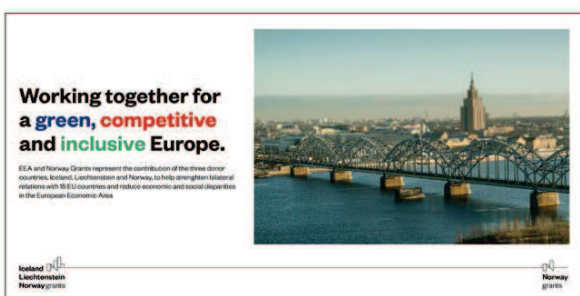 Working together for
a green, competitive
and inclusive Europe.
EEA and Norway Grants represent the contribution of the three donor
countries, Iceland, Liechtenstein and Norway, to help strenghten bilateral
relations with 15 EU countries and reduce economic and social disparities
in the European Economic Area
Iceland
Liechtenstein
Norway grants
Norway
grants